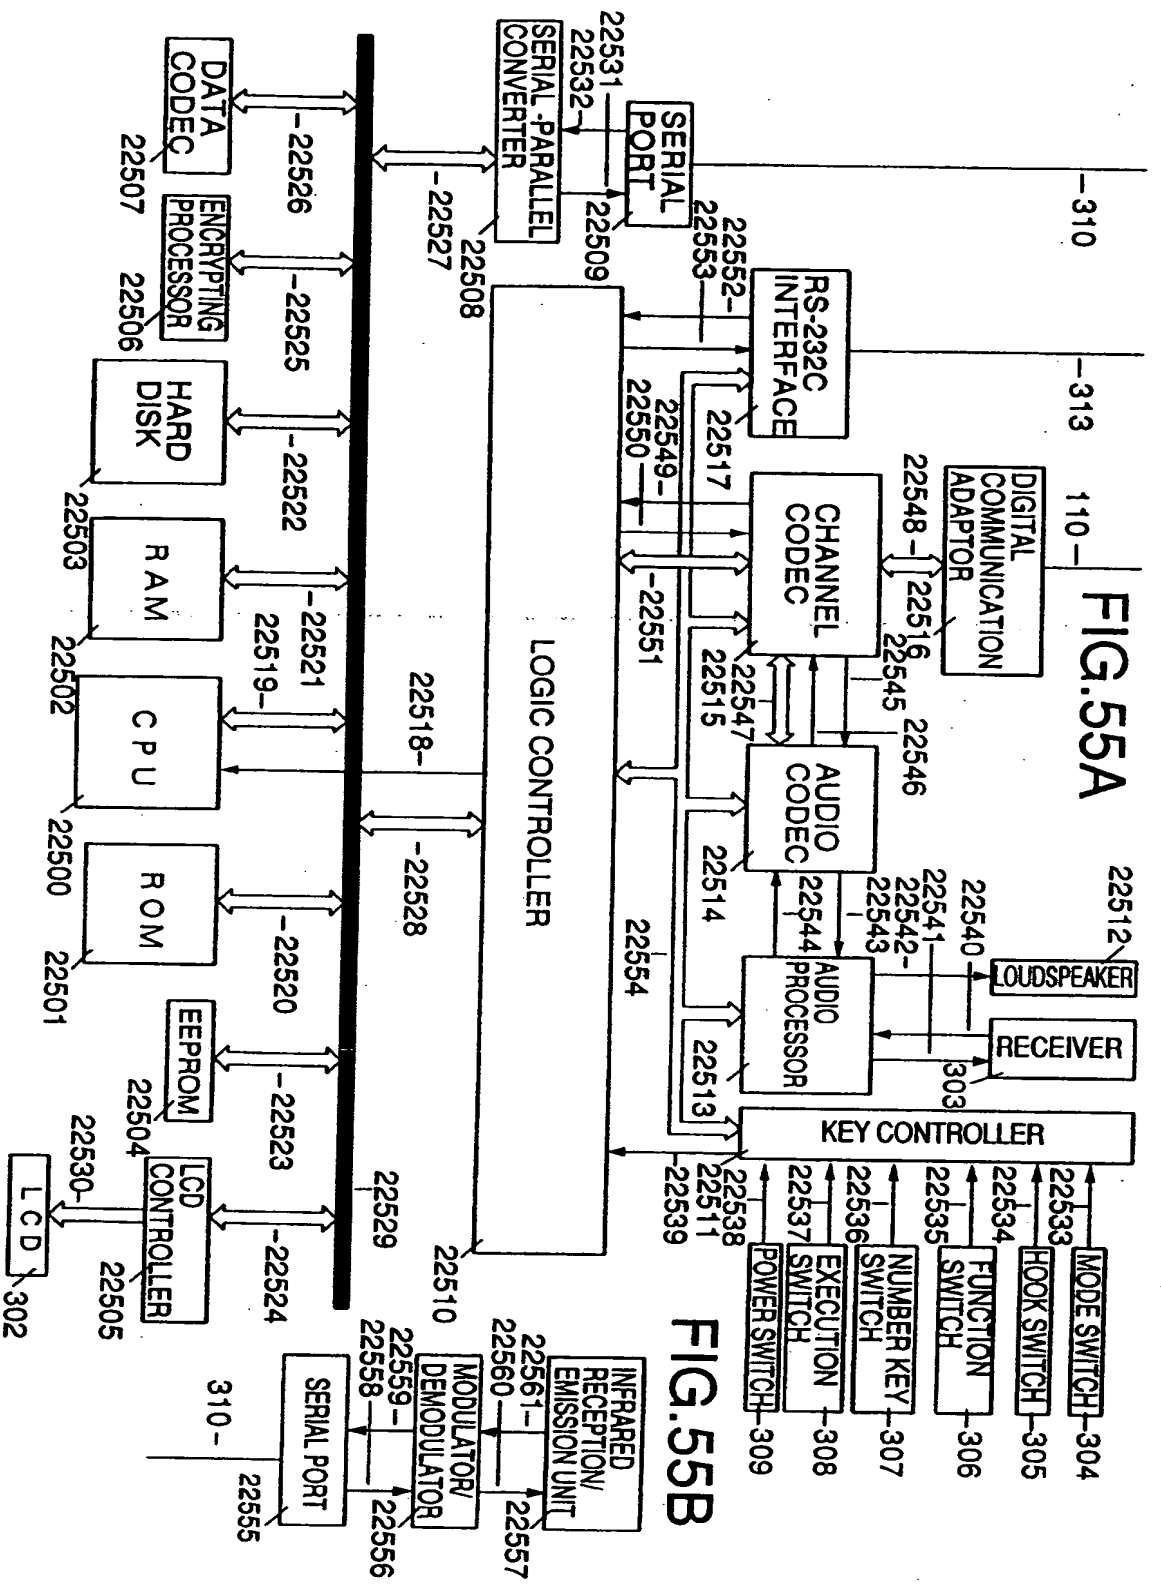 FIG.55A
110
DIGITAL
COMMUNICATION
ADAPTOR
22516
22548
310
313
SERIAL
PORT
22509
22531
22532
SERIAL-PARALLEL
CONVERTER
22508
22527
RS-232C
INTERFACE
22517
22552
22553
CHANNEL
CODEC
22515
22547
22549
22550
22551
22545
22546
AUDIO
CODEC
22514
22543
22544
AUDIO
PROCESSOR
22513
22542
22541
22540
22512
LOUDSPEAKER
RECEIVER
303
KEY CONTROLLER
22511
22538
22539
22537
22536
22535
22534
22533
MODE SWITCH
304
HOOK SWITCH
305
FUNCTION
SWITCH
306
NUMBER KEY
SWITCH
307
EXECUTION
SWITCH
308
POWER SWITCH
309
LOGIC CONTROLLER
22510
22554
22518
22528
22529
DATA
CODEC
22507
22526
ENCRYPTING
PROCESSOR
22506
22525
HARD
DISK
22503
22522
RAM
22502
22521
22519
CPU
22500
ROM
22501
22520
EEPROM
22504
22523
LCD
CONTROLLER
22505
22524
22530
LCD
302
FIG.55B
INFRARED
RECEPTION/
EMISSION UNIT
22557
22561
22560
MODULATOR/
DEMODULATOR
22556
22559
22558
SERIAL PORT
22555
310